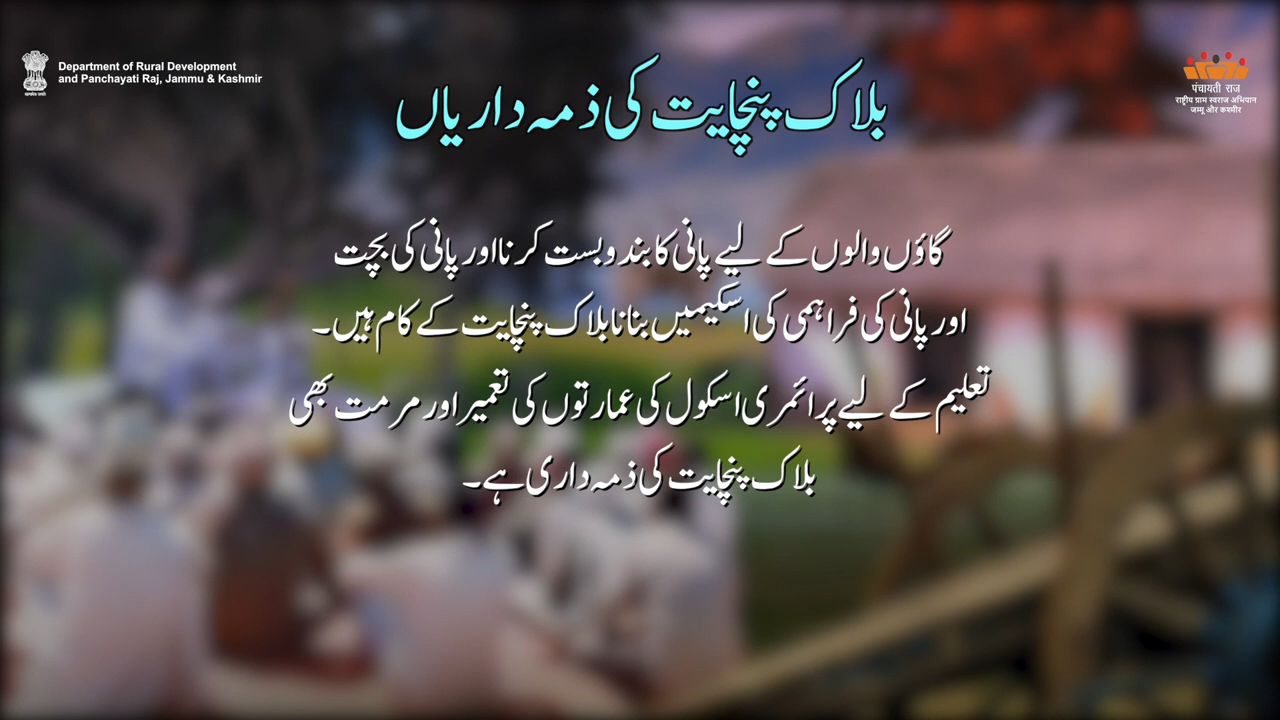 Department of Rural Development
and Panchayati Raj, Jammu & Kashmir
पंचायती राज
राष्ट्रीय ग्राम स्वराज अभियान
जम्मू और कश्मीर
بلاک پنچایت کی ذمہ داریاں
گاؤں والوں کے لیے پانی کا بندوبست کرنا اور پانی کی بچت
اور پانی کی فراہمی کی اسکیمیں بنانا بلاک پنچایت کے کام ہیں۔
تعلیم کے لیے پرائمری اسکول کی عمارتوں کی تعمیر اور مرمت بھی
بلاک پنچایت کی ذمہ داری ہے۔